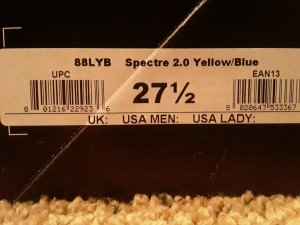 88LYB Spectre 2.0 Yellow/Blue
UPC EAN13
27½
8 01216 22923 6 8 020647 533367
UK: USA MEN: USA LADY: